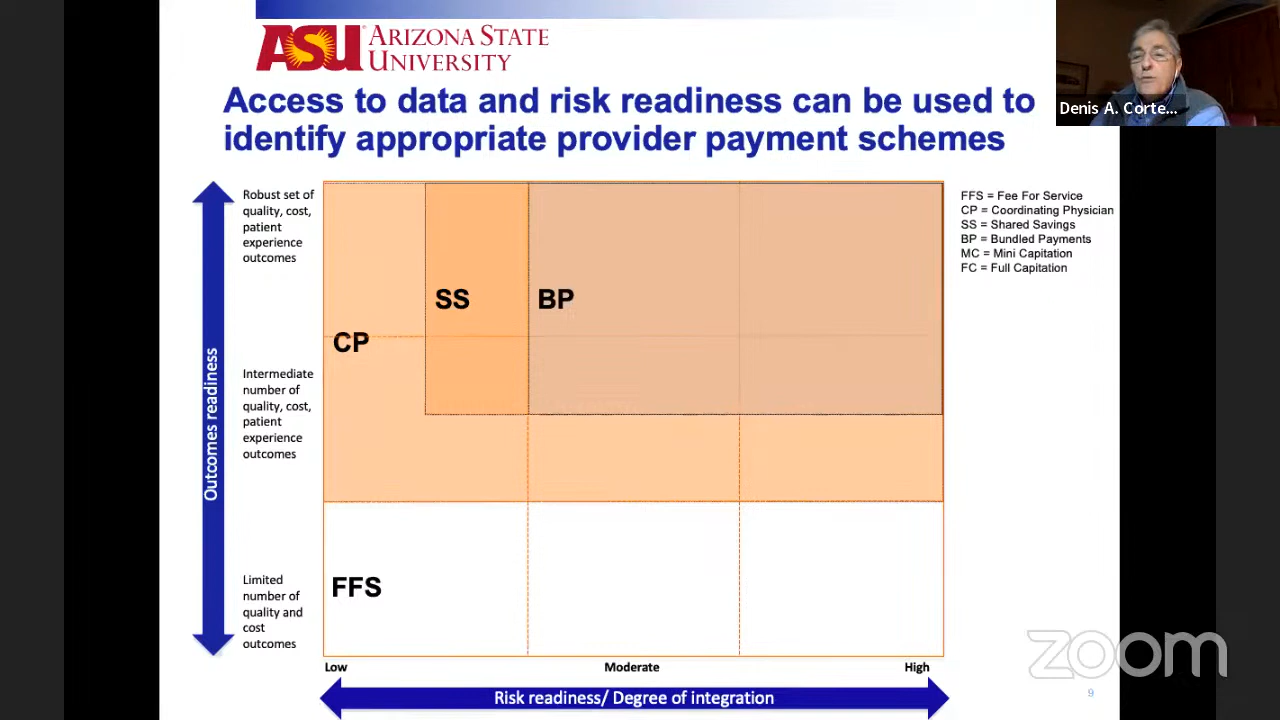 ASU ARIZONA STATE
UNIVERSITY
Access to data and risk readiness can be used to
identify appropriate provider payment schemes
Denis A. Corte...
Robust set of
quality, cost,
patient
experience
outcomes
Intermediate
number of
quality, cost,
patient
experience
outcomes
Limited
number of
quality and
cost
outcomes
Outcomes readiness
SS
BP
CP
FFS
FFS = Fee For Service
CP = Coordinating Physician
SS = Shared Savings
BP = Bundled Payments
MC = Mini Capitation
FC = Full Capitation
Low
Moderate
High
Risk readiness/ Degree of integration
zoom
9